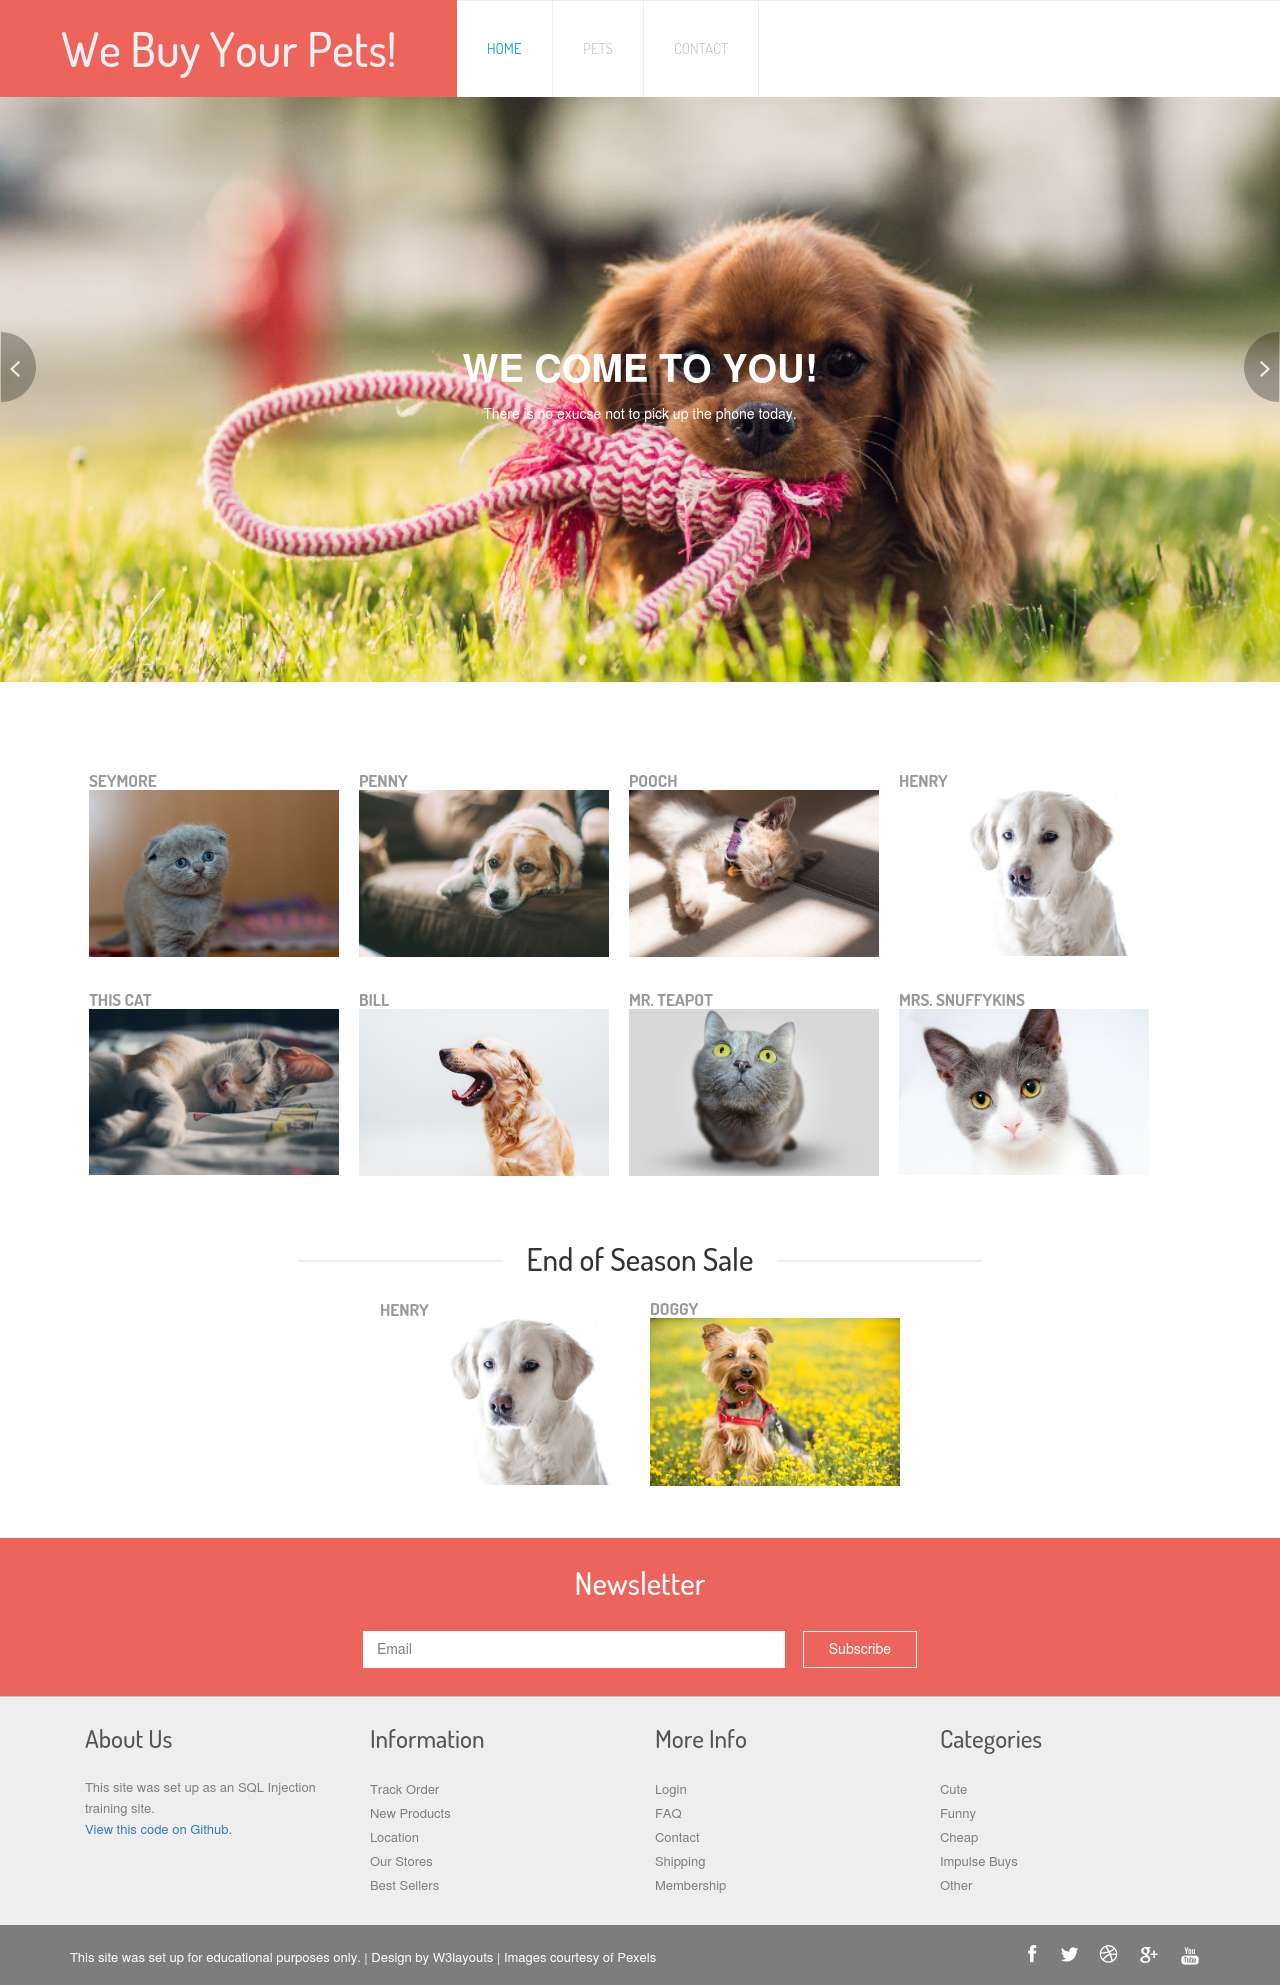 We Buy Your Pets!
HOME
PETS
CONTACT
WE COME TO YOU!
There is no exucse not to pick up the phone today.
SEYMORE
PENNY
POOCH
HENRY
THIS CAT
BILL
MR. TEAPOT
MRS. SNUFFYKINS
End of Season Sale
HENRY
DOGGY
Newsletter
Email
Subscribe
About Us
This site was set up as an SQL Injection
training site.
View this code on Github.
Information
Track Order
New Products
Location
Our Stores
Best Sellers
More Info
Login
FAQ
Contact
Shipping
Membership
Categories
Cute
Funny
Cheap
Impulse Buys
Other
This site was set up for educational purposes only. | Design by W3layouts | Images courtesy of Pexels
You
Tube